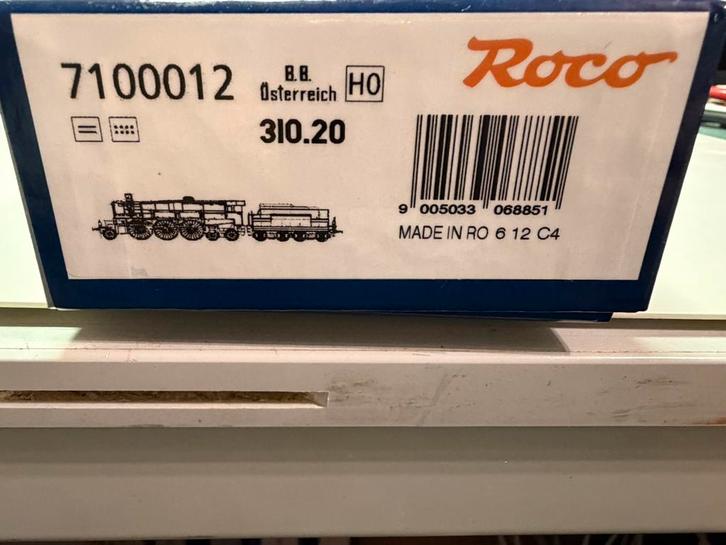 7100012
B.B.
Österreich
H0
Roco
310.20
9 005033 068851
MADE IN RO 6 12 C4